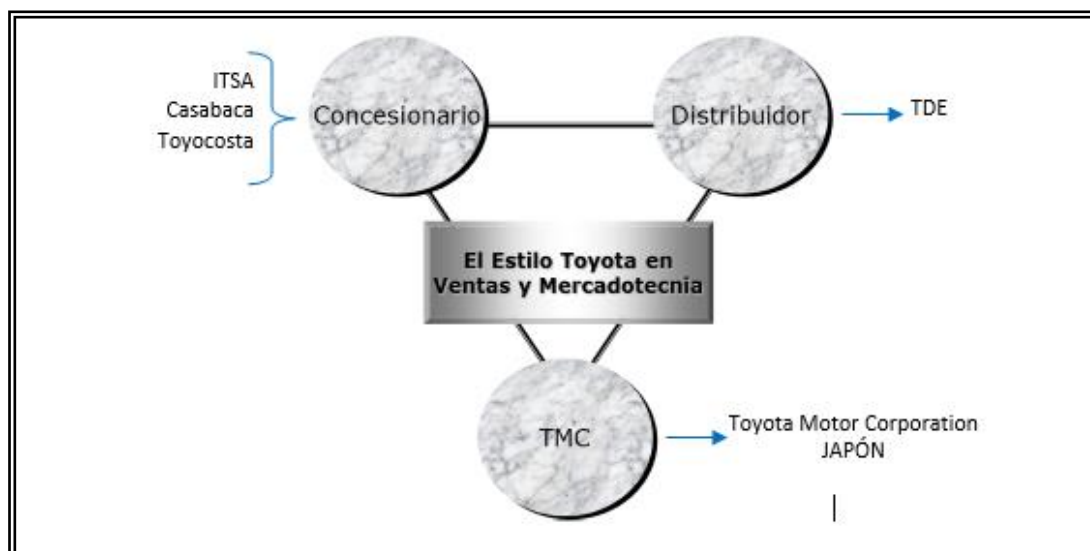 ITSA
Casabaca
Toyocosta
Concesionario
Distribuidor
TDE
El Estilo Toyota en
Ventas y Mercadotecnia
TMC
Toyota Motor Corporation
JAPÓN